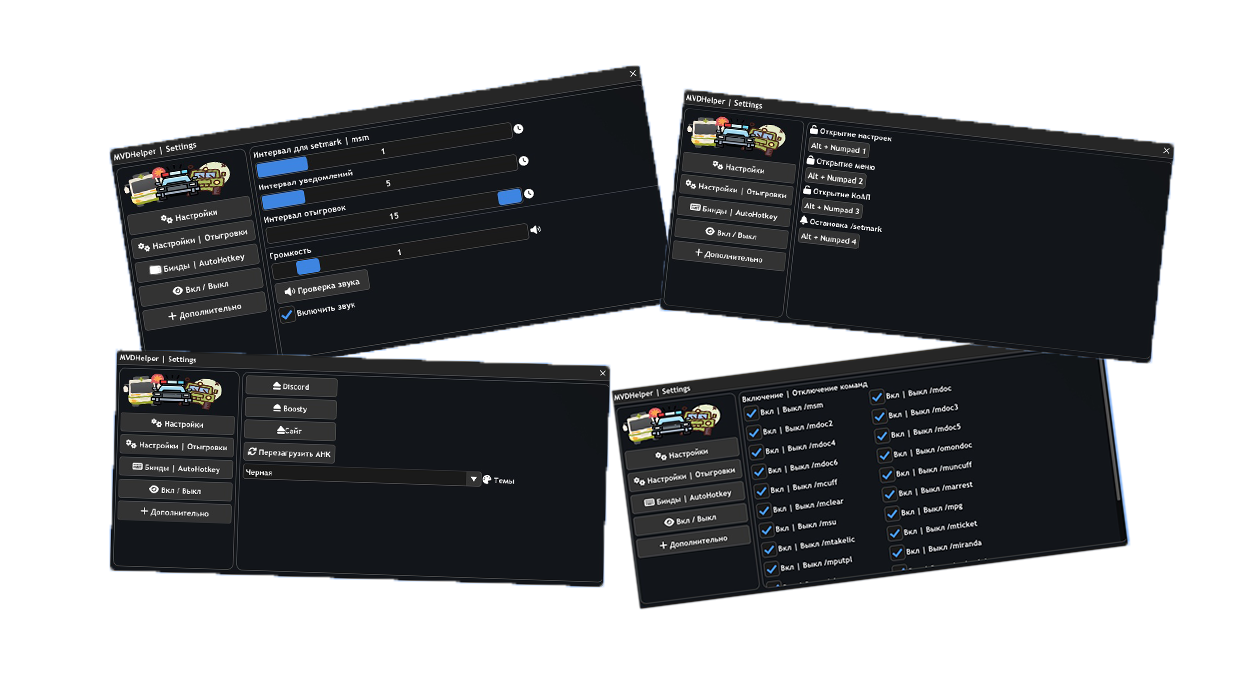 MVDHelper | Settings
Настройки
Настройки | Отыгровки
Бинды | AutoHotkey
Вкл / Выкл
Дополнительно
Интервал для setmark | msm
1
Интервал уведомлений
5
Интервал отыгровок
15
Громкость
1
Проверка звука
Включить звук
MVDHelper | Settings
Настройки
Настройки | Отыгровки
Бинды | AutoHotkey
Вкл / Выкл
Дополнительно
Открытие настроек
Alt + Numpad 1
Открытие меню
Alt + Numpad 2
Открытие КоАП
Alt + Numpad 3
Остановка /setmark
Alt + Numpad 4
MVDHelper | Settings
Настройки
Настройки | Отыгровки
Бинды | AutoHotkey
Вкл / Выкл
Дополнительно
Discord
Boosty
Сайт
Перезагрузить АНК
Черная
Темы
MVDHelper | Settings
Настройки
Настройки | Отыгровки
Бинды | AutoHotkey
Вкл / Выкл
Дополнительно
Включение | Отключение команд
Вкл | Выкл /msm
Вкл | Выкл /mdoc
Вкл | Выкл /mdoc2
Вкл | Выкл /mdoc3
Вкл | Выкл /mdoc4
Вкл | Выкл /mdoc5
Вкл | Выкл /mdoc6
Вкл | Выкл /omondoc
Вкл | Выкл /mcuff
Вкл | Выкл /muncuff
Вкл | Выкл /mclear
Вкл | Выкл /marrest
Вкл | Выкл /msu
Вкл | Выкл /mpg
Вкл | Выкл /mtakelic
Вкл | Выкл /mticket
Вкл | Выкл /mputpl
Вкл | Выкл /miranda